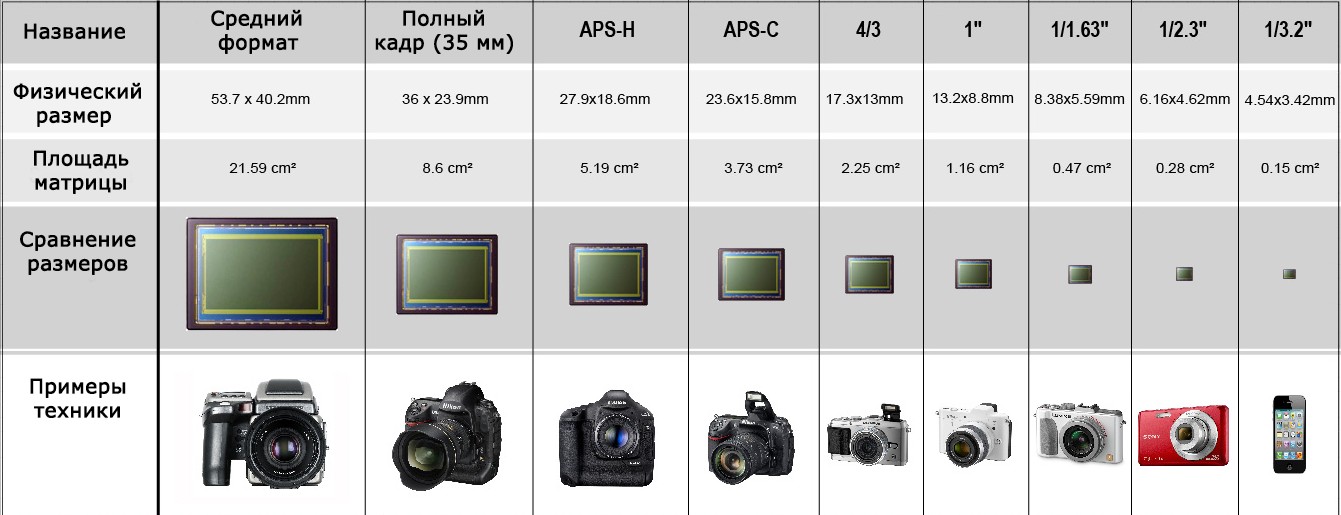 Название
Средний
формат
Полный
кадр (35 мм)
APS-H
APS-C
4/3
1"
1/1.63"
1/2.3"
1/3.2"
Физический
размер
53.7 x 40.2mm
36 x 23.9mm
27.9x18.6mm
23.6x15.8mm
17.3x13mm
13.2x8.8mm
8.38x5.59mm
6.16x4.62mm
4.54x3.42mm
Площадь
матрицы
21.59 cm²
8.6 cm²
5.19 cm²
3.73 cm²
2.25 cm²
1.16 cm²
0.47 cm²
0.28 cm²
0.15 cm²
Сравнение
размеров
Примеры
техники
Nikon
Nikon
LUMIX
SONY